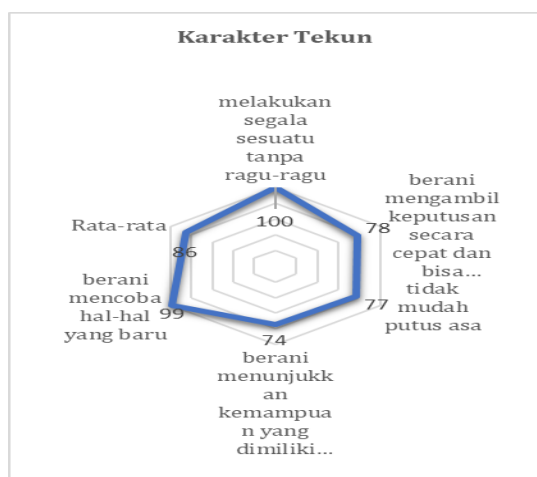 Karakter Tekun
melakukan
segala
sesuatu
tanpa
ragu-ragu
100
berani
mengambil
keputusan
secara
cepat dan
bisa...
78
tidak
mudah
putus asa
77
74
berani
menunjukk
an
kemampua
n yang
dimiliki...
berani
mencoba
hal-hal
yang baru
99
Rata-rata
86